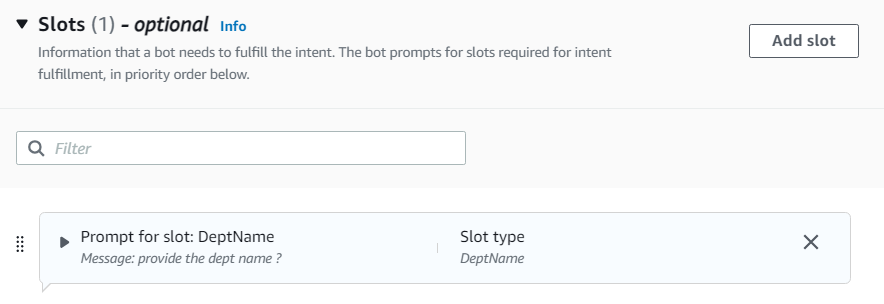 Slots (1) - optional Info
Information that a bot needs to fulfill the intent. The bot prompts for slots required for intent
fulfillment, in priority order below.
Add slot
Filter
Prompt for slot: DeptName
Message: provide the dept name ?
Slot type
DeptName